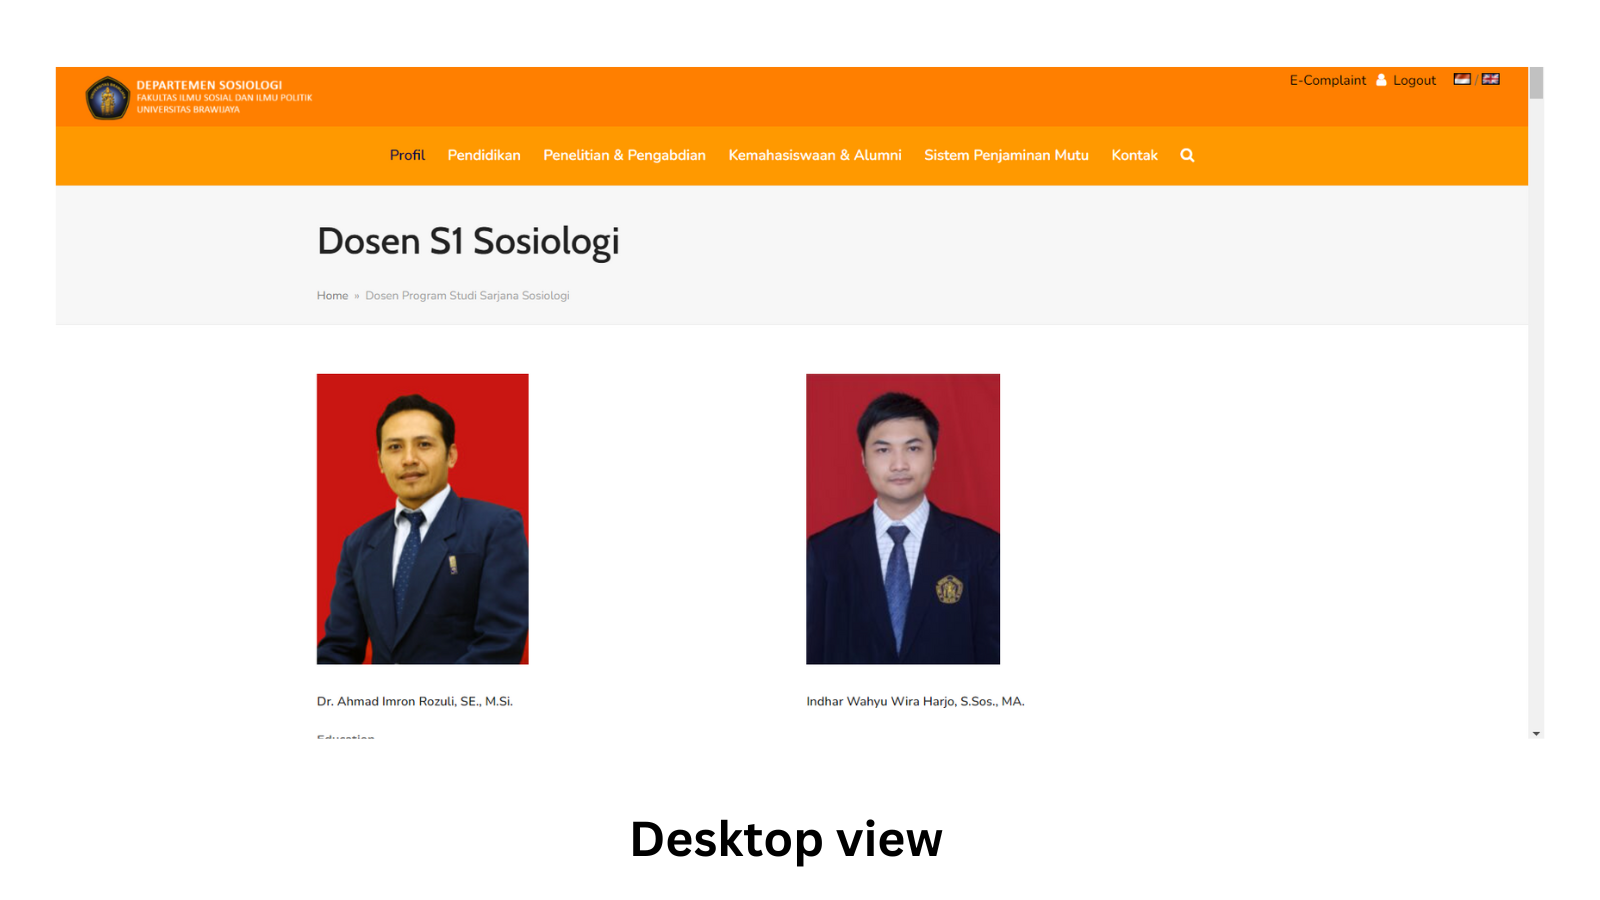 DEPARTEMEN SOSIOLOGI
FAKULTAS ILMU SOSIAL DAN ILMU POLITIK
UNIVERSITAS BRAWIJAYA
E-Complaint Logout /
Profil Pendidikan Penelitian & Pengabdian Kemahasiswaan & Alumni Sistem Penjaminan Mutu Kontak
Dosen S1 Sosiologi
Home » Dosen Program Studi Sarjana Sosiologi
Dr. Ahmad Imron Rozuli, SE., M.Si.
Indhar Wahyu Wira Harjo, S.Sos., MA.
Education
Desktop view